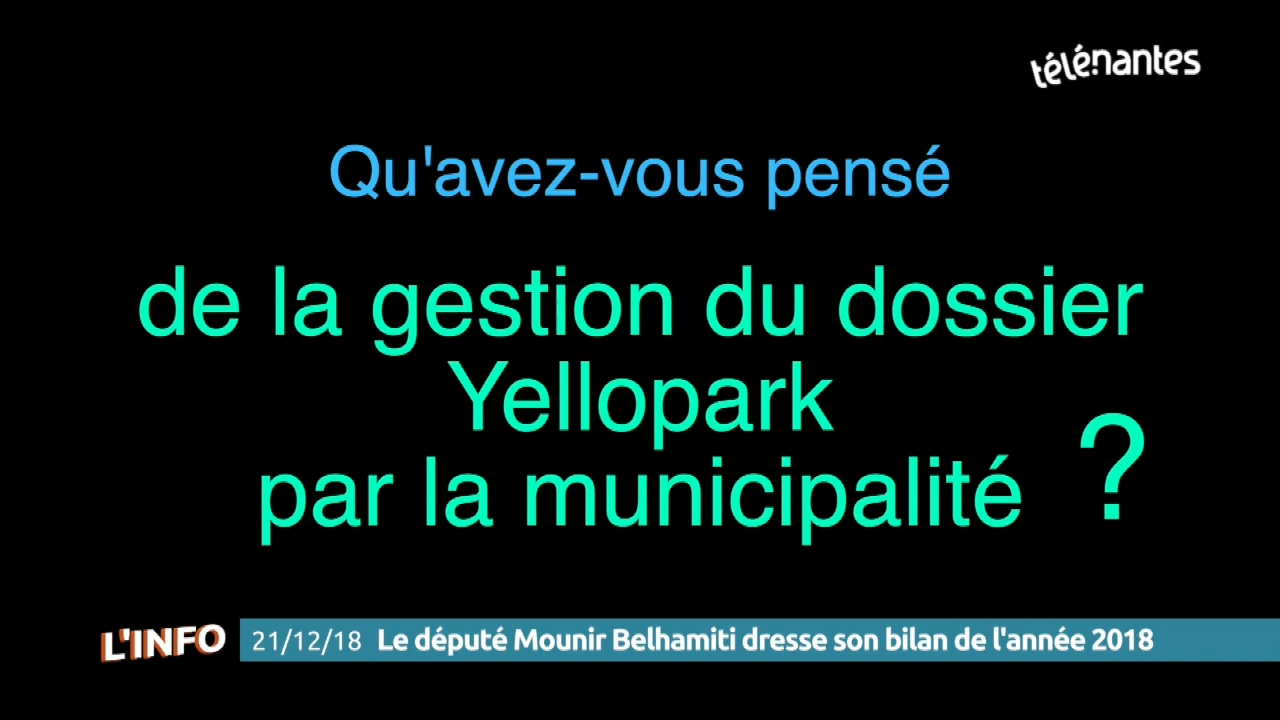 télénantes
Qu'avez-vous pensé
de la gestion du dossier
Yellopark
par la municipalité ?
L'INFO 21/12/18 Le député Mounir Belhamiti dresse son bilan de l'année 2018